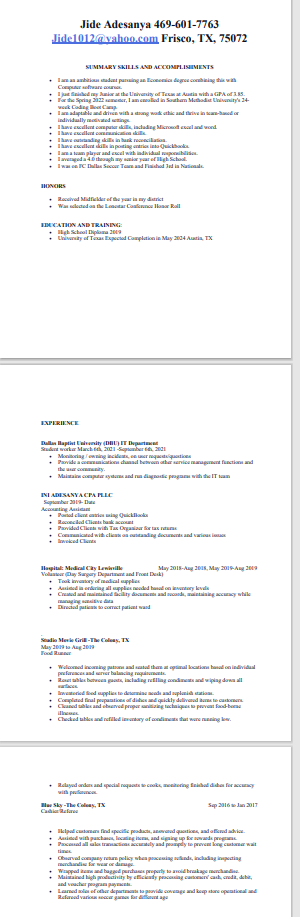 Jide Adesanya 469-601-7763
Jide1012@yahoo.com Frisco, TX, 75072
SUMMARY SKILLS AND ACCOMPLISHMENTS
• I am an ambitious student pursuing an Economics degree combining this with
Computer software courses.
• I just finished my Junior at the University of Texas at Austin with a GPA of 3.85.
• For the Spring 2022 semester, I am enrolled in Southern Methodist University's 24-
week Coding Boot Camp.
• I am adaptable and driven with a strong work ethic and thrive in team-based or
individually motivated settings.
• I have excellent computer skills, including Microsoft excel and word.
• I have excellent communication skills.
• I have outstanding skills in bank reconciliation.
• I have excellent skills in posting entries into Quickbooks.
• I am a team player and excel with individual responsibilities.
• I averaged a 4.0 through my senior year of High School.
• I was on FC Dallas Soccer Team and Finished 3rd in Nationals.
HONORS
• Received Midfielder of the year in my district
• Was selected on the Lonestar Conference Honor Roll
EDUCATION AND TRAINING:
• High School Diploma 2019
• University of Texas Expected Completion in May 2024 Austin, TX
EXPERIENCE
Dallas Baptist University (DBU) IT Department
Student worker March 6th, 2021 -September 6th, 2021
• Monitoring / owning incidents, on user requests/questions
• Provide a communications channel between other service management functions and
the user community.
• Maintains computer systems and run diagnostic programs with the IT team
INI ADESANYA CPA PLLC
September 2019- Date
Accounting Assistant
• Posted client entries using QuickBooks
• Reconciled Clients bank account
• Provided Clients with Tax Organizer for tax returns
• Communicated with clients on outstanding documents and various issues
• Invoiced Clients
Hospital: Medical City Lewisville May 2018-Aug 2018, May 2019-Aug 2019
Volunteer (Day Surgery Department and Front Desk)
• Took inventory of medical supplies
• Assisted in ordering all supplies needed based on inventory levels
• Created and maintained facility documents and records, maintaining accuracy while
managing sensitive data
• Directed patients to correct patient ward
Studio Movie Grill -The Colony, TX
May 2019 to Aug 2019
Food Runner
• Welcomed incoming patrons and seated them at optimal locations based on individual
preferences and server balancing requirements.
• Reset tables between guests, including refilling condiments and wiping down all
surfaces.
• Inventoried food supplies to determine needs and replenish stations.
• Completed final preparations of dishes and quickly delivered items to customers.
• Cleaned tables and observed proper sanitizing techniques to prevent food-borne
illnesses.
• Checked tables and refilled inventory of condiments that were running low.
• Relayed orders and special requests to cooks, monitoring finished dishes for accuracy
with preferences.
Blue Sky -The Colony, TX Sep 2016 to Jan 2017
Cashier/Referee
• Helped customers find specific products, answered questions, and offered advice.
• Assisted with purchases, locating items, and signing up for rewards programs.
• Processed all sales transactions accurately and promptly to prevent long customer wait
times.
• Observed company return policy when processing refunds, including inspecting
merchandise for wear or damage.
• Wrapped items and bagged purchases properly to avoid breakage merchandise.
• Maintained high productivity by efficiently processing customers' cash, credit, debit,
and voucher program payments.
• Learned roles of other departments to provide coverage and keep store operational and
Refereed various soccer games for different age